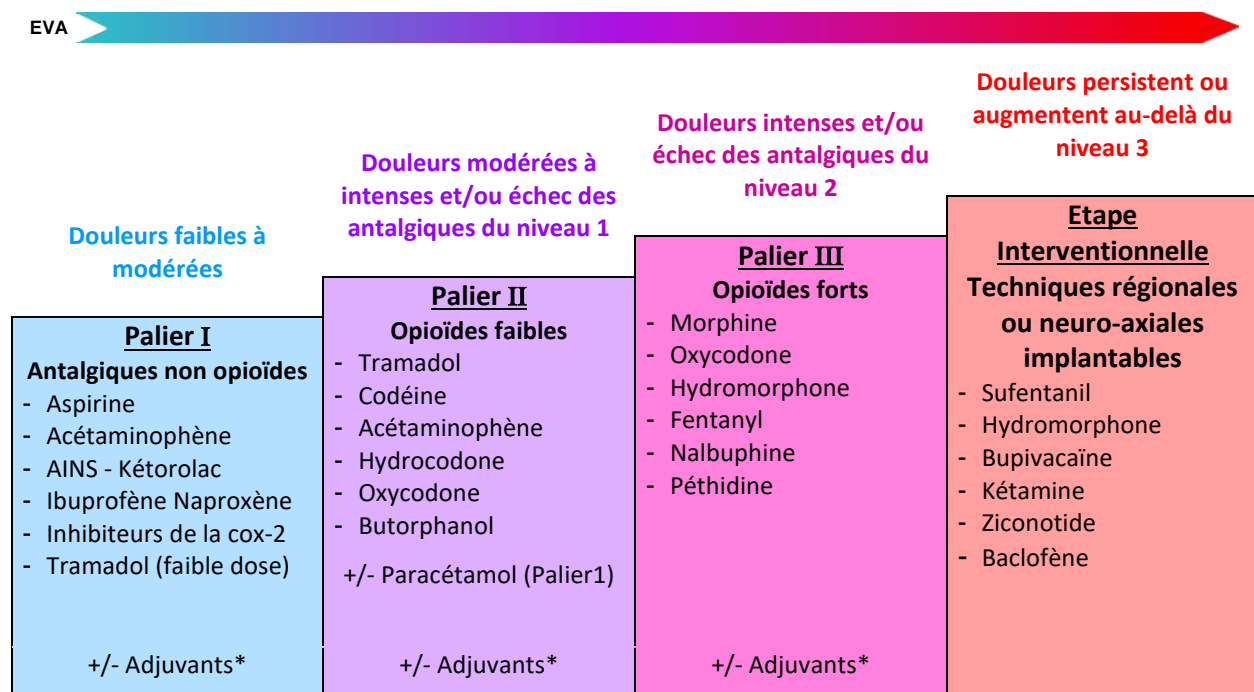 EVA
Douleurs faibles à
modérées
Palier I
Antalgiques non opioïdes
- Aspirine
- Acétaminophène
- AINS - Kétorolac
- Ibuprofène Naproxène
- Inhibiteurs de la cox-2
- Tramadol (faible dose)
+/- Adjuvants*
Douleurs modérées à
intenses et/ou échec des
antalgiques du niveau 1
Palier II
Opioïdes faibles
- Tramadol
- Codéine
- Acétaminophène
- Hydrocodone
- Oxycodone
- Butorphanol
+/- Paracétamol (Palier1)
+/- Adjuvants*
Douleurs intenses et/ou
échec des antalgiques du
niveau 2
Palier III
Opioïdes forts
- Morphine
- Oxycodone
- Hydromorphone
- Fentanyl
- Nalbuphine
- Péthidine
+/- Adjuvants*
Douleurs persistent ou
augmentent au-delà du
niveau 3
Etape
Interventionnelle
Techniques régionales
ou neuro-axiales
implantables
- Sufentanil
- Hydromorphone
- Bupivacaïne
- Kétamine
- Ziconotide
- Baclofène